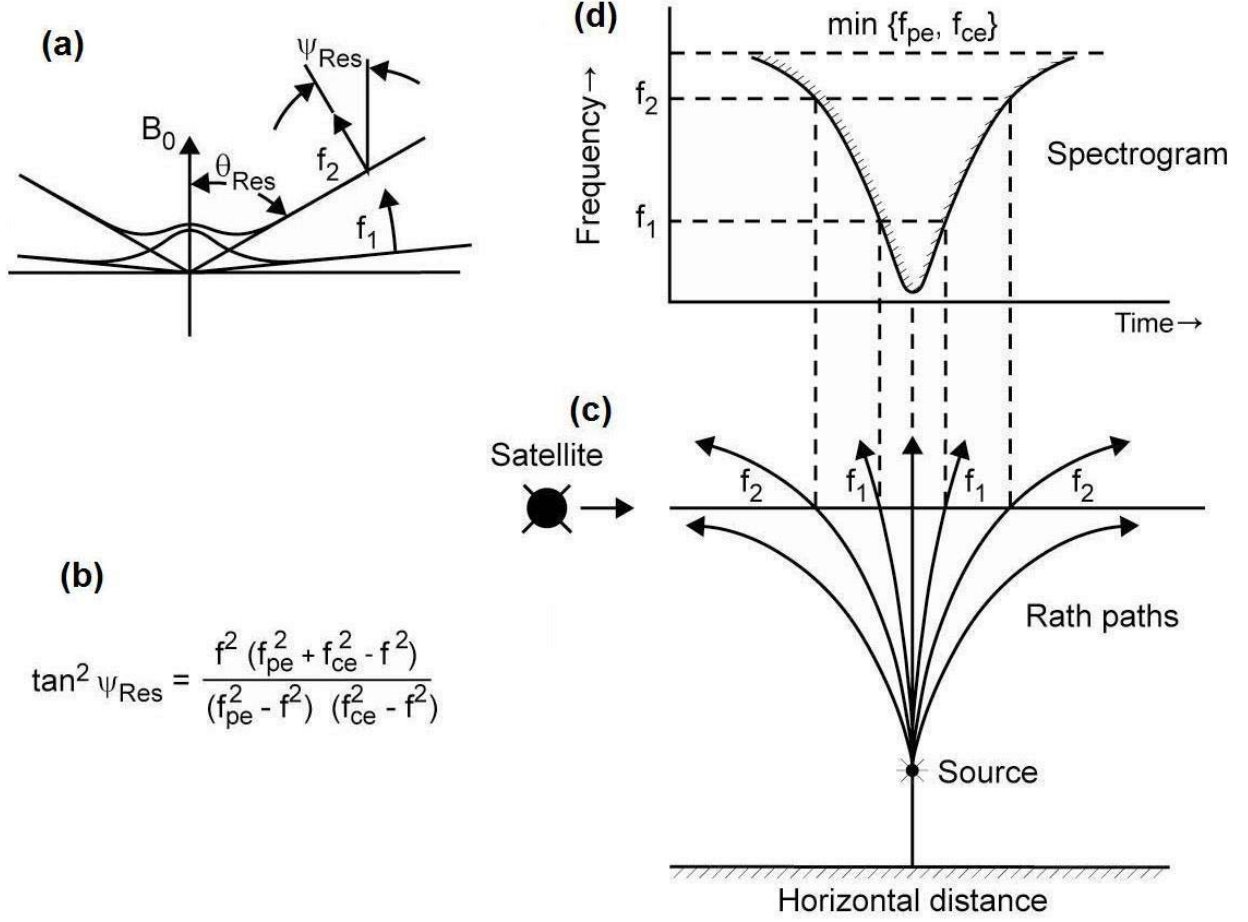 (a)
ψRes
B0
θRes
f2
f1
(b)
tan² ψRes = f² (f²pe + f²ce - f²) / (f²pe - f²) (f²ce - f²)
(d)
min {fpe, fce}
Frequency→
f2
f1
Spectrogram
Time→
(c)
Satellite
f2 f1 f1 f2
Rath paths
Source
Horizontal distance